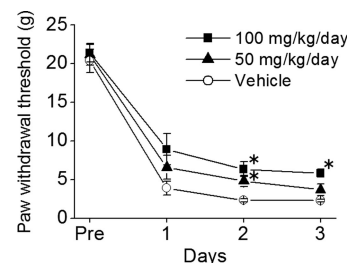 Paw withdrawal threshold (g)
25
20
15
10
5
0
100 mg/kg/day
50 mg/kg/day
Vehicle
*
*
*
Pre 1 2 3
Days